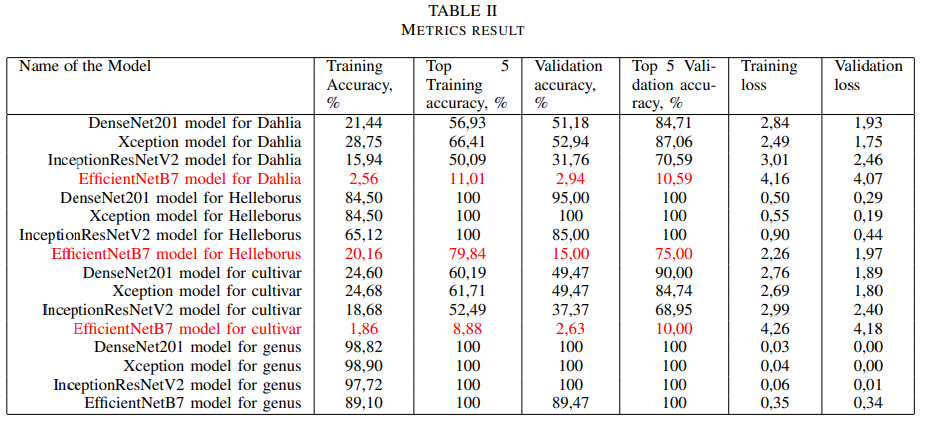 TABLE II
METRICS RESULT
Name of the Model Training Accuracy, % Top 5 Training accuracy, % Validation accuracy, % Top 5 Vali-dation accu-racy, % Training loss Validation loss
DenseNet201 model for Dahlia 21,44 56,93 51,18 84,71 2,84 1,93
Xception model for Dahlia 28,75 66,41 52,94 87,06 2,49 1,75
InceptionResNetV2 model for Dahlia 15,94 50,09 31,76 70,59 3,01 2,46
EfficientNetB7 model for Dahlia 2,56 11,01 2,94 10,59 4,16 4,07
DenseNet201 model for Helleborus 84,50 100 95,00 100 0,50 0,29
Xception model for Helleborus 84,50 100 100 100 0,55 0,19
InceptionResNetV2 model for Helleborus 65,12 100 85,00 100 0,90 0,44
EfficientNetB7 model for Helleborus 20,16 79,84 15,00 75,00 2,26 1,97
DenseNet201 model for cultivar 24,60 60,19 49,47 90,00 2,76 1,89
Xception model for cultivar 24,68 61,71 49,47 84,74 2,69 1,80
InceptionResNetV2 model for cultivar 18,68 52,49 37,37 68,95 2,99 2,40
EfficientNetB7 model for cultivar 1,86 8,88 2,63 10,00 4,26 4,18
DenseNet201 model for genus 98,82 100 100 100 0,03 0,00
Xception model for genus 98,90 100 100 100 0,04 0,00
InceptionResNetV2 model for genus 97,72 100 100 100 0,06 0,01
EfficientNetB7 model for genus 89,10 100 89,47 100 0,35 0,34